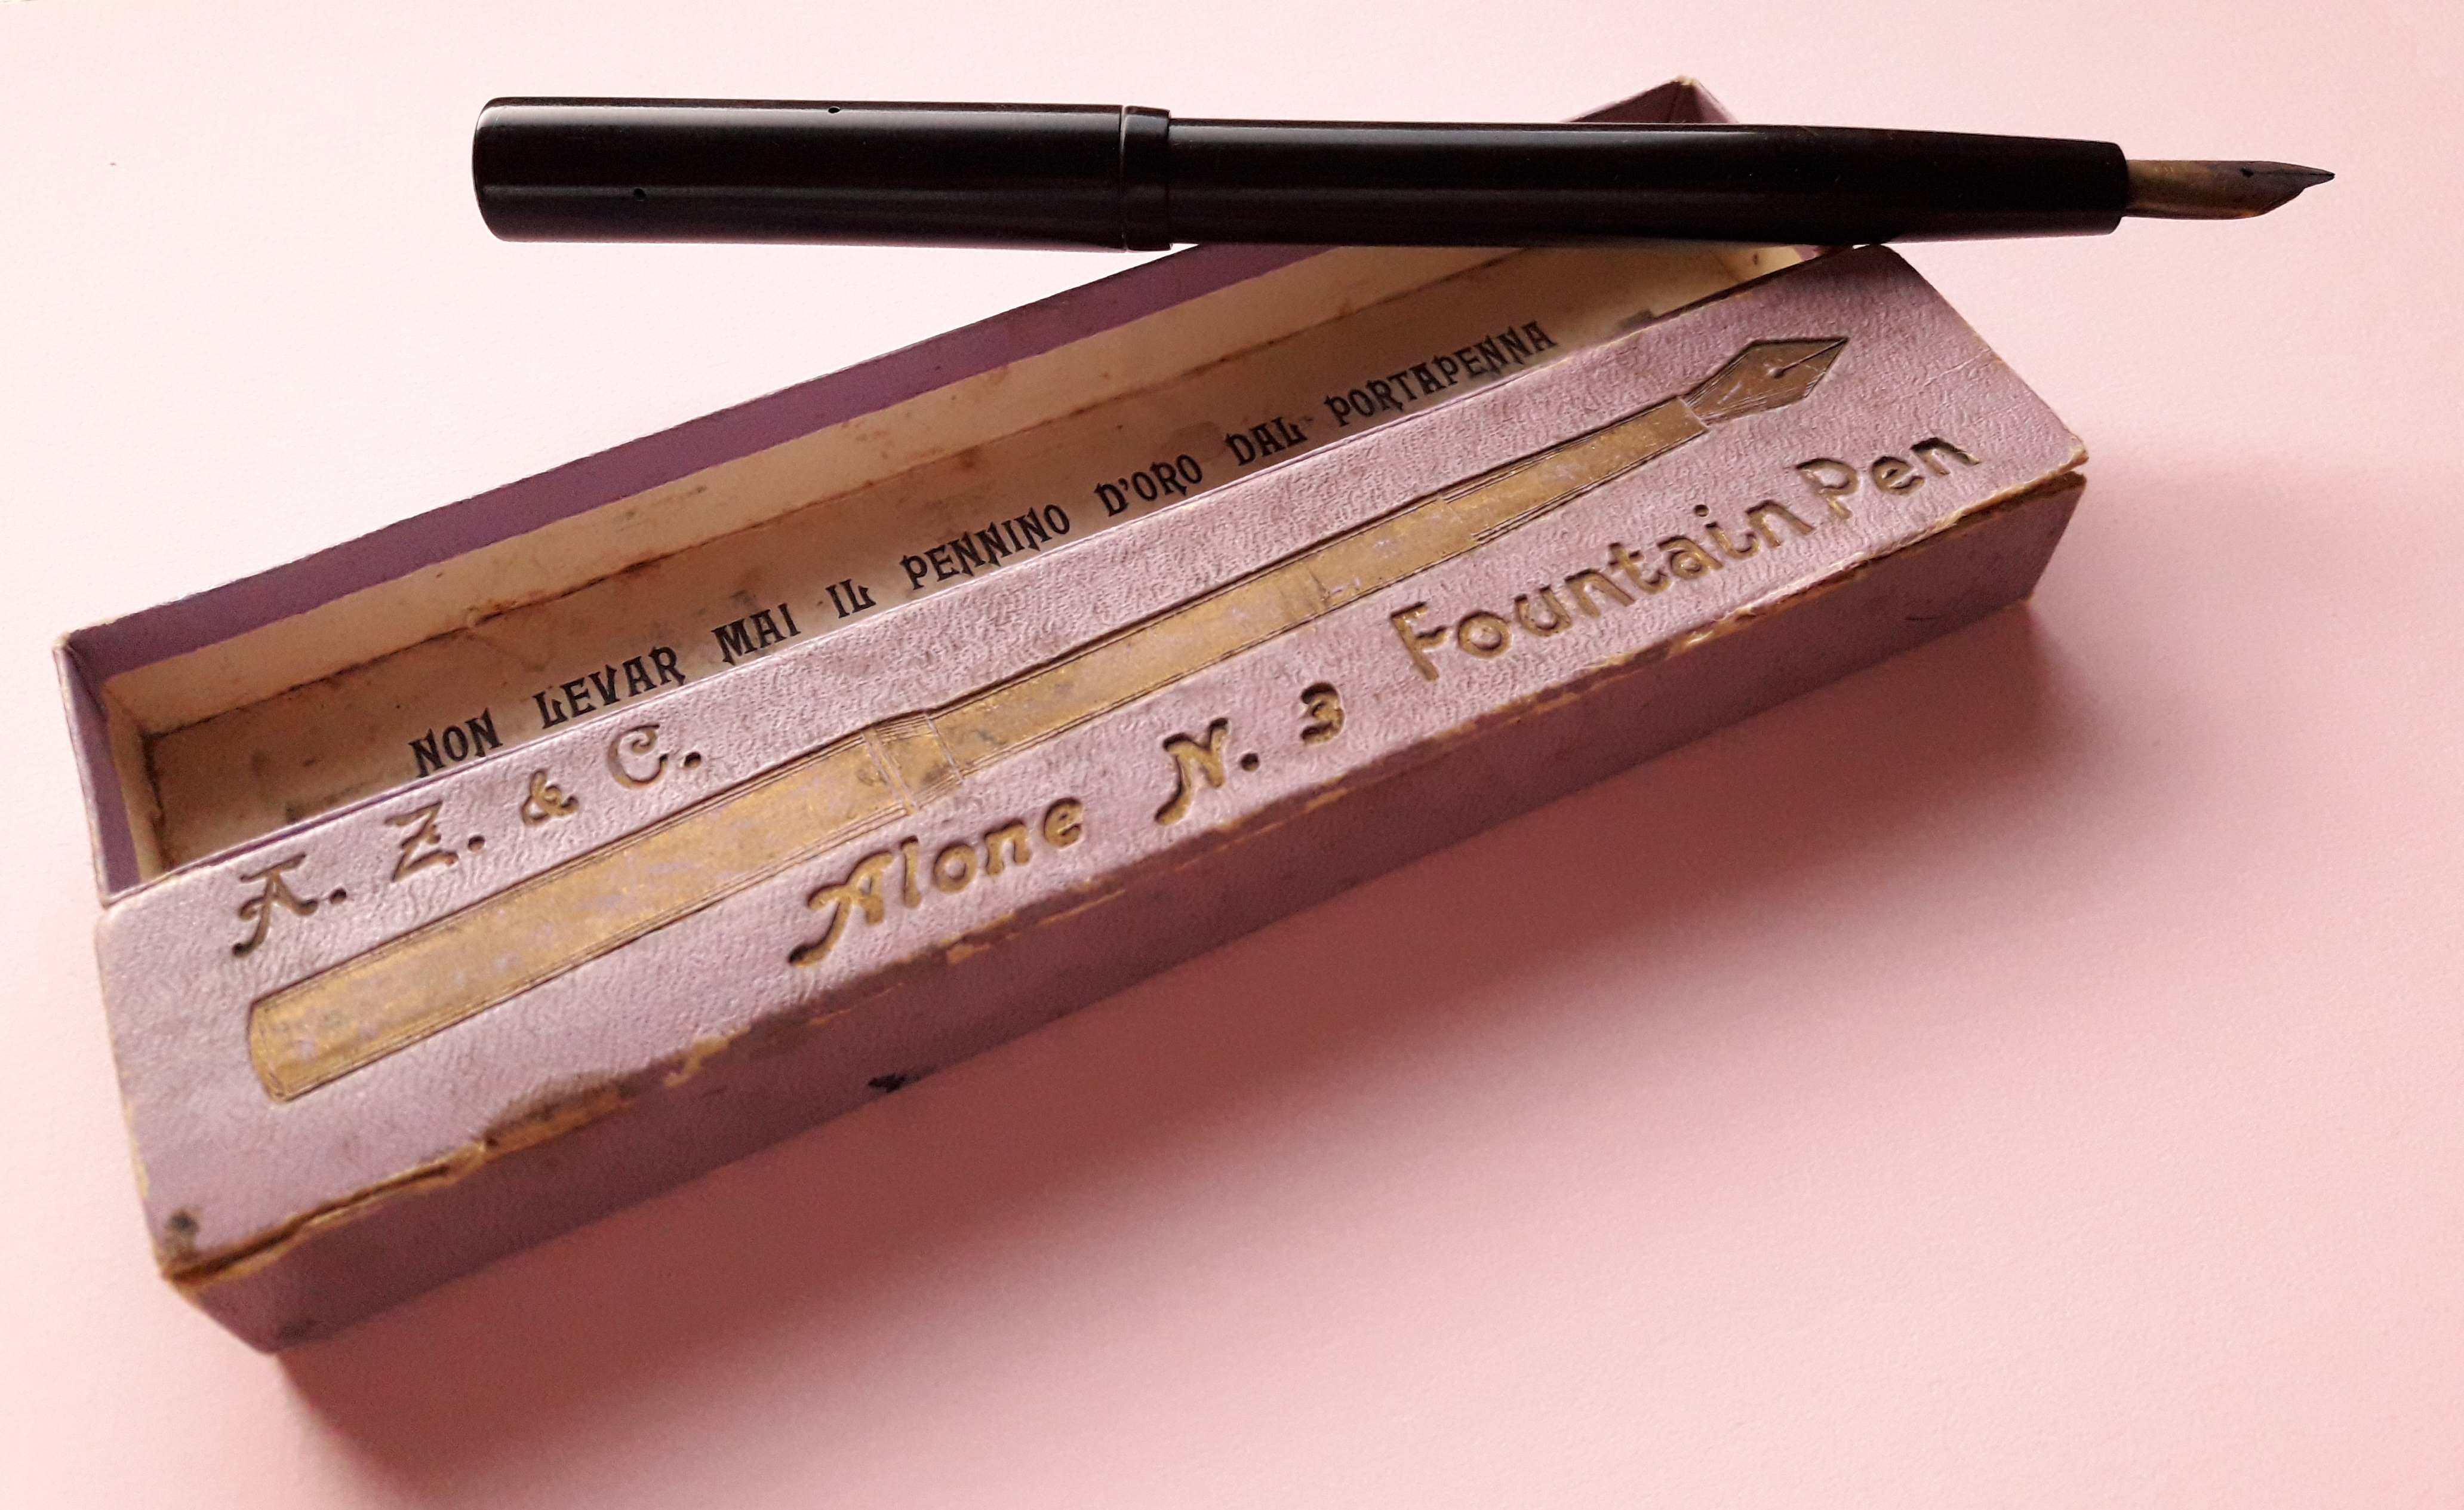 NON LEVAR MAI IL PENNINO D'ORO DAL PORTAPENNA
A. Z. & C.
Alone N. 3 Fountain Pen